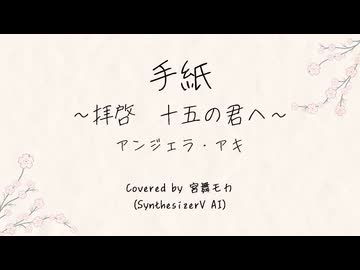 手紙
～拝啓　十五の君へ～
アンジェラ・アキ
Covered by 宮舞モカ
(SynthesizerV AI)